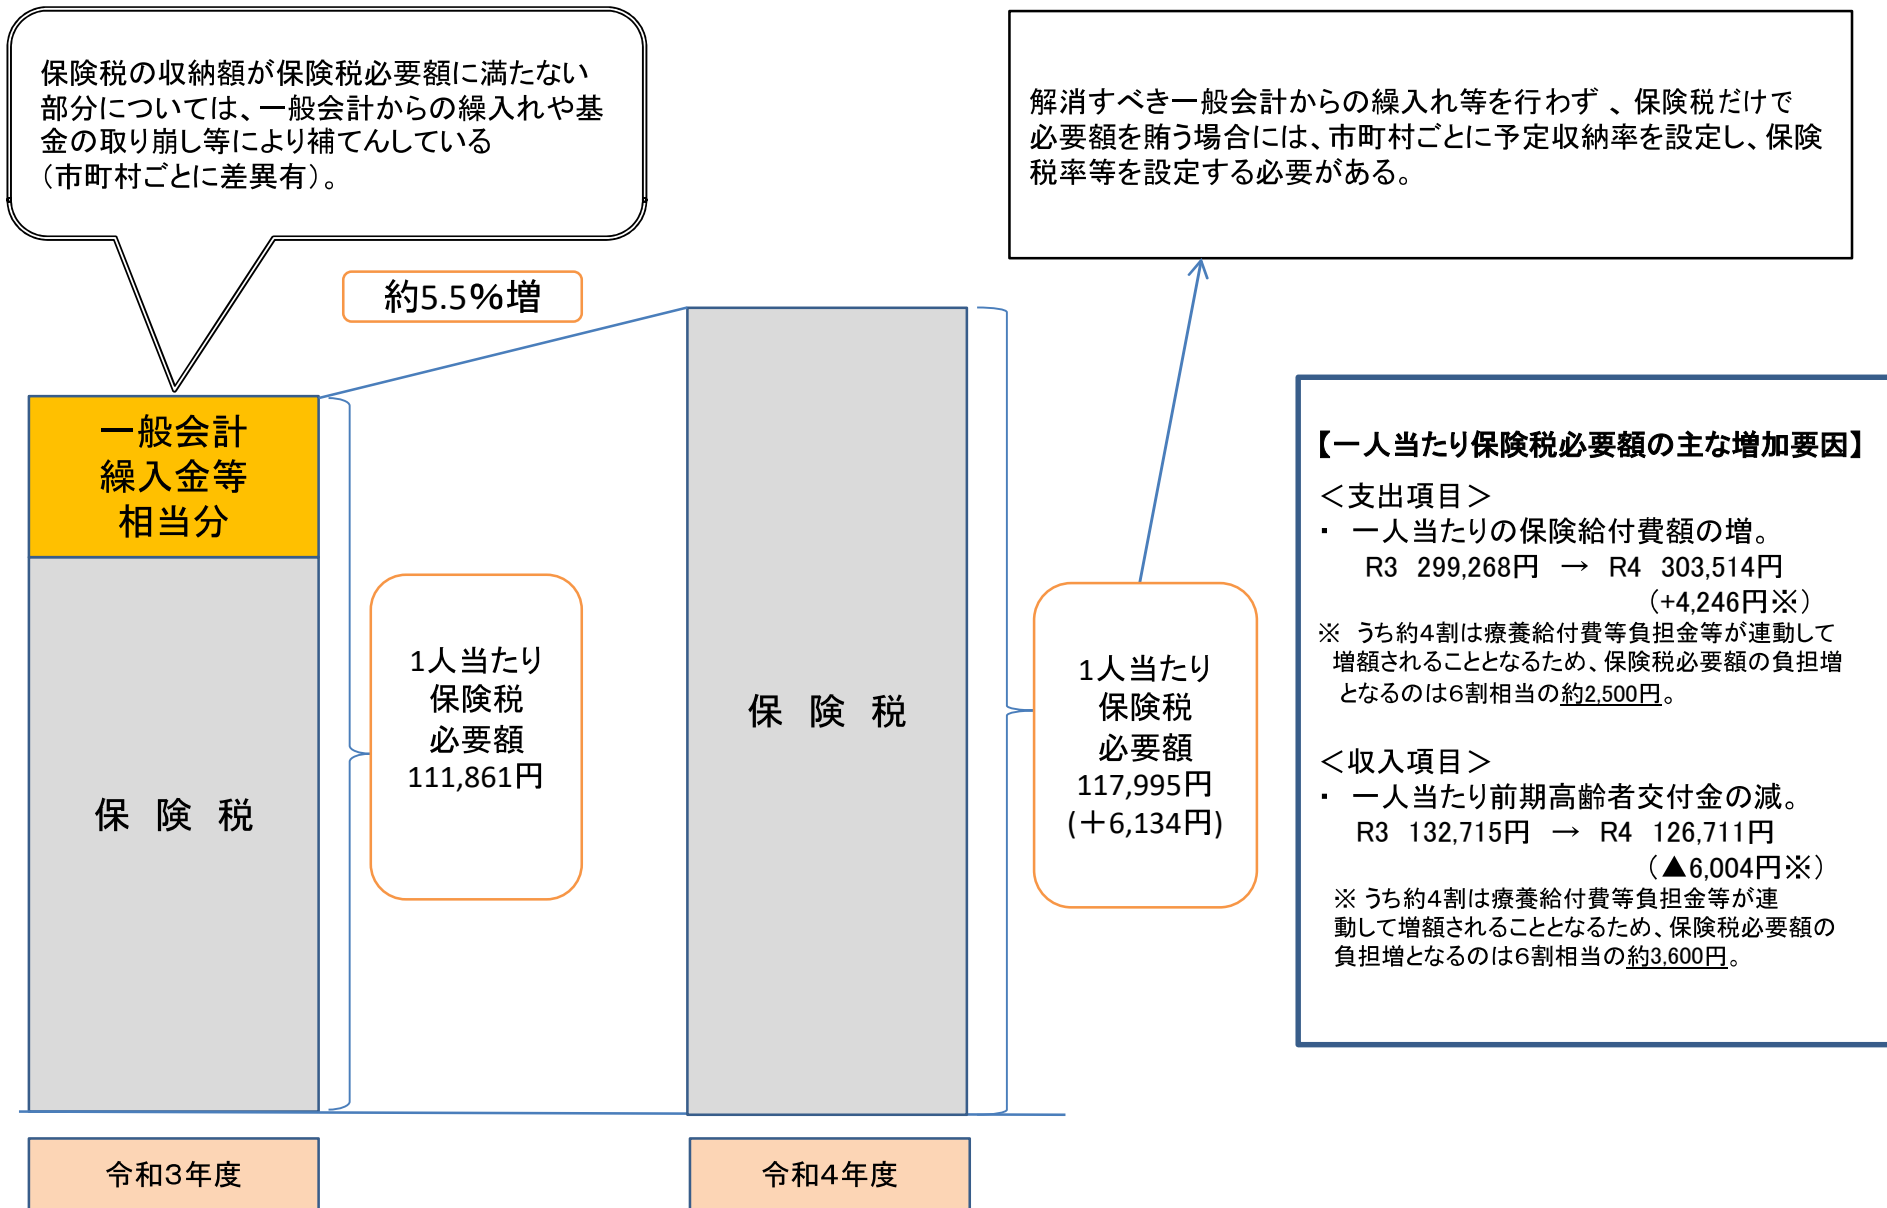 保険税の収納額が保険税必要額に満たない
部分については、一般会計からの繰入れや基
金の取り崩し等により補てんしている
（市町村ごとに差異有）。
解消すべき一般会計からの繰入れ等を行わず 、保険税だけで
必要額を賄う場合には、市町村ごとに予定収納率を設定し、保険
税率等を設定する必要がある。
約5.5％増
一般会計
繰入金等
相当分
保 険 税
1人当たり
保険税
必要額
111,861円
保 険 税
1人当たり
保険税
必要額
117,995円
(＋6,134円)
【一人当たり保険税必要額の主な増加要因】
＜支出項目＞
・ 一人当たりの保険給付費額の増。
R3 299,268円 → R4 303,514円
（+4,246円※）
※ うち約４割は療養給付費等負担金等が連動して
増額されることとなるため、保険税必要額の負担増
となるのは６割相当の約2,500円。
＜収入項目＞
・ 一人当たり前期高齢者交付金の減。
R3 132,715円 → R4 126,711円
（▲6,004円※）
※ うち約４割は療養給付費等負担金等が連
動して増額されることとなるため、保険税必要額の
負担増となるのは６割相当の約3,600円。
令和３年度
令和４年度